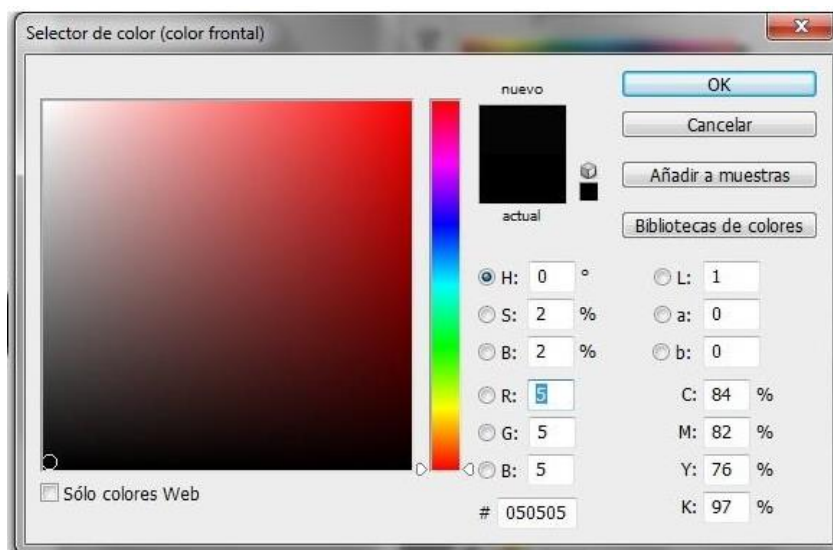 Selector de color (color frontal)
nuevo
actual
OK
Cancelar
Añadir a muestras
Bibliotecas de colores
H: 0 °
S: 2 %
B: 2 %
R: 5
G: 5
B: 5
# 050505
L: 1
a: 0
b: 0
C: 84 %
M: 82 %
Y: 76 %
K: 97 %
Sólo colores Web